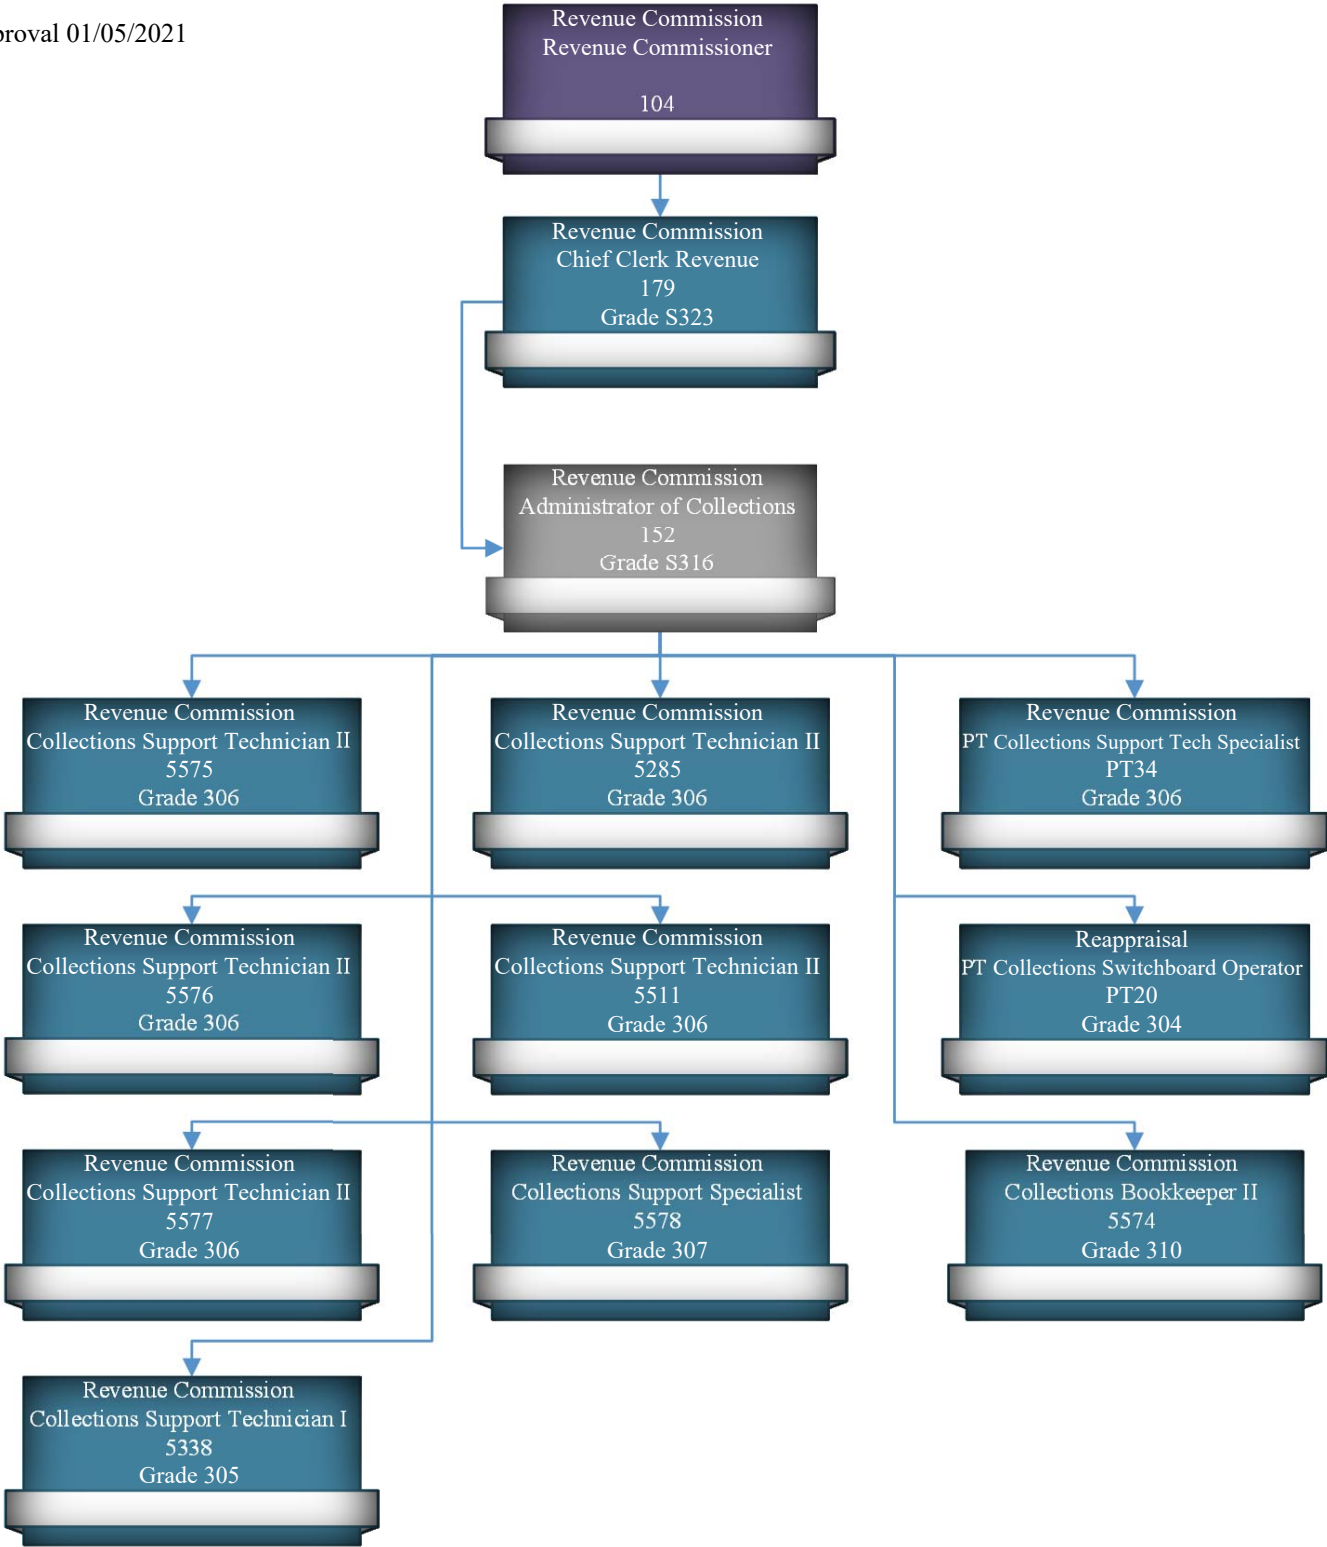 proval 01/05/2021
Revenue Commission
Revenue Commissioner
104
Revenue Commission
Chief Clerk Revenue
179
Grade S323
Revenue Commission
Administrator of Collections
152
Grade S316
Revenue Commission
Collections Support Technician II
5575
Grade 306
Revenue Commission
Collections Support Technician II
5285
Grade 306
Revenue Commission
PT Collections Support Tech Specialist
PT34
Grade 306
Revenue Commission
Collections Support Technician II
5576
Grade 306
Revenue Commission
Collections Support Technician II
5511
Grade 306
Reappraisal
PT Collections Switchboard Operator
PT20
Grade 304
Revenue Commission
Collections Support Technician II
5577
Grade 306
Revenue Commission
Collections Support Specialist
5578
Grade 307
Revenue Commission
Collections Bookkeeper II
5574
Grade 310
Revenue Commission
Collections Support Technician I
5338
Grade 305